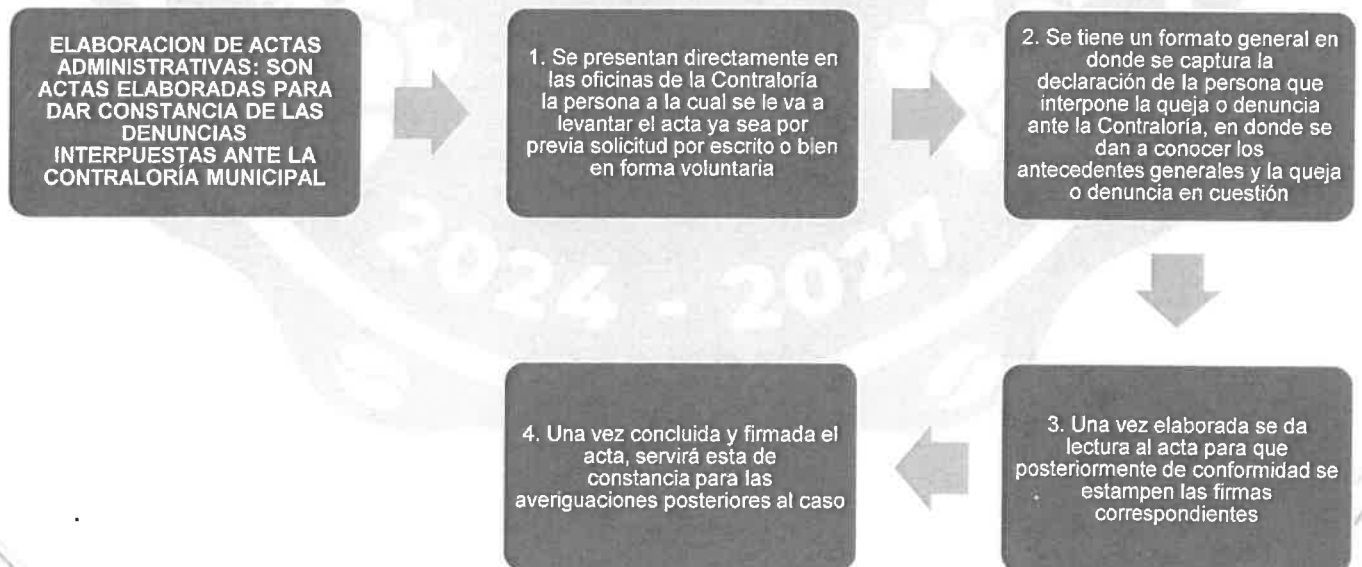 ELABORACION DE ACTAS
ADMINISTRATIVAS: SON
ACTAS ELABORADAS PARA
DAR CONSTANCIA DE LAS
DENUNCIAS
INTERPUESTAS ANTE LA
CONTRALORÍA MUNICIPAL
1. Se presentan directamente en
las oficinas de la Contraloría
la persona a la cual se le va a
levantar el acta ya sea por
previa solicitud por escrito o bien
en forma voluntaria
2. Se tiene un formato general en
donde se captura la
declaración de la persona que
interpone la queja o denuncia
ante la Contraloría, en donde se
dan a conocer los
antecedentes generales y la queja
o denuncia en cuestión
3. Una vez elaborada se da
lectura al acta para que
posteriormente de conformidad se
estampen las firmas
correspondientes
4. Una vez concluida y firmada el
acta, servirá esta de
constancia para las
averiguaciones posteriores al caso
2024 - 2027